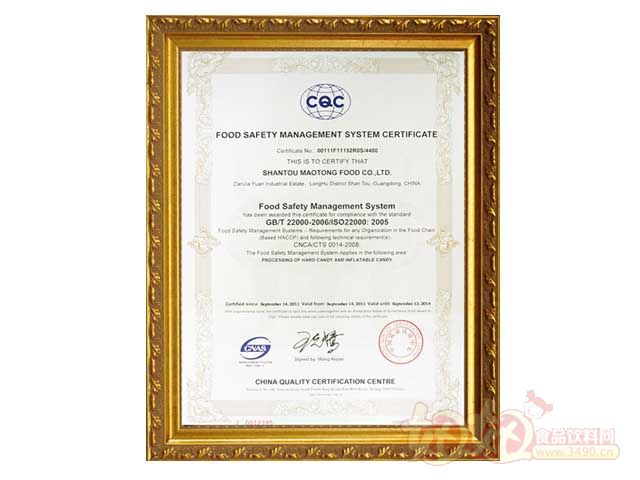 CQC
FOOD SAFETY MANAGEMENT SYSTEM CERTIFICATE
Certificate No.: 00111F11152R0S/4400
THIS IS TO CERTIFY THAT
SHANTOU MAOTONG FOOD CO.,LTD.
DanJia Yuan Industrial Estate, LongHu District Shan Tou, Guangdong, CHINA
Food Safety Management System
has been awarded this certificate for compliance with the standard
GB/T 22000-2006/ISO22000: 2005
Food Safety Management Systems -- Requirements for any Organization in the Food Chain
(Based HACCP) and following technical requirement(s):
CNCA/CTS 0014-2008;
The Food Safety Management System Applies in the following area:
PROCESSING OF HARD CANDY AND INFLATABLE CANDY
Certified since: September 14, 2011 Valid from: September 14, 2011 Valid until: September 13, 2014
CNAS
Signed by: Wang Kejiao
CHINA QUALITY CERTIFICATION CENTRE
食品饮料网
www.3490.cn